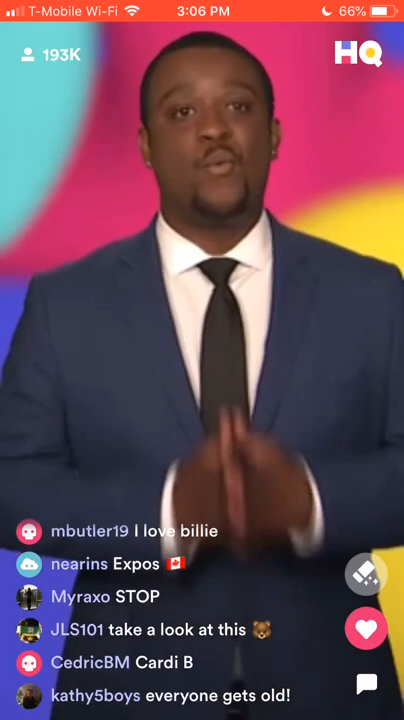 T-Mobile Wi-Fi 3:06 PM 66%
193K HQ
mbutler19 I love billie
nearins Expos 🇨🇦
Myraxo STOP
JLS101 take a look at this 🐻
CedricBM Cardi B
kathy5boys everyone gets old!